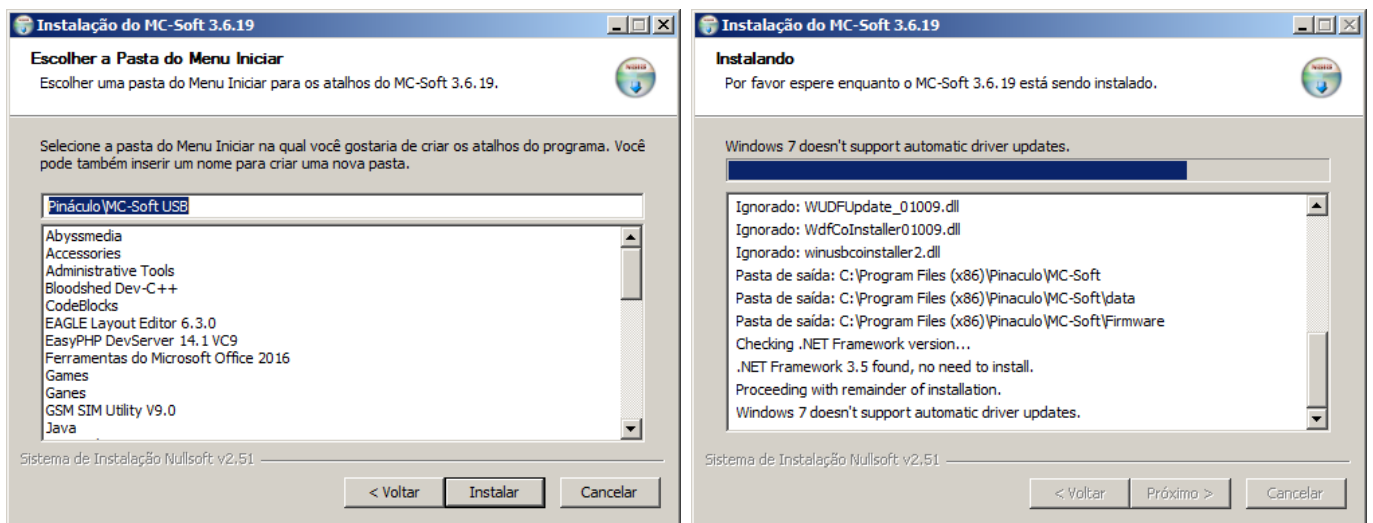 Instalação do MC-Soft 3.6.19
Escolher a Pasta do Menu Iniciar
Escolher uma pasta do Menu Iniciar para os atalhos do MC-Soft 3.6.19.
Selecione a pasta do Menu Iniciar na qual você gostaria de criar os atalhos do programa. Você
pode também inserir um nome para criar uma nova pasta.
Pináculo\MC-Soft USB
Abyssmedia
Accessories
Administrative Tools
Bloodshed Dev-C++
CodeBlocks
EAGLE Layout Editor 6.3.0
EasyPHP DevServer 14.1 VC9
Ferramentas do Microsoft Office 2016
Games
Ganes
GSM SIM Utility V9.0
Java
Sistema de Instalação Nullsoft v2.51
< Voltar
Instalar
Cancelar
Instalação do MC-Soft 3.6.19
Instalando
Por favor espere enquanto o MC-Soft 3.6.19 está sendo instalado.
Windows 7 doesn't support automatic driver updates.
Ignorado: WUDFUpdate_01009.dll
Ignorado: WdfCoInstaller01009.dll
Ignorado: winusbcoinstaller2.dll
Pasta de saída: C:\Program Files (x86)\Pinaculo\MC-Soft
Pasta de saída: C:\Program Files (x86)\Pinaculo\MC-Soft\data
Pasta de saída: C:\Program Files (x86)\Pinaculo\MC-Soft\Firmware
Checking .NET Framework version...
.NET Framework 3.5 found, no need to install.
Proceeding with remainder of installation.
Windows 7 doesn't support automatic driver updates.
Sistema de Instalação Nullsoft v2.51
< Voltar
Próximo >
Cancelar